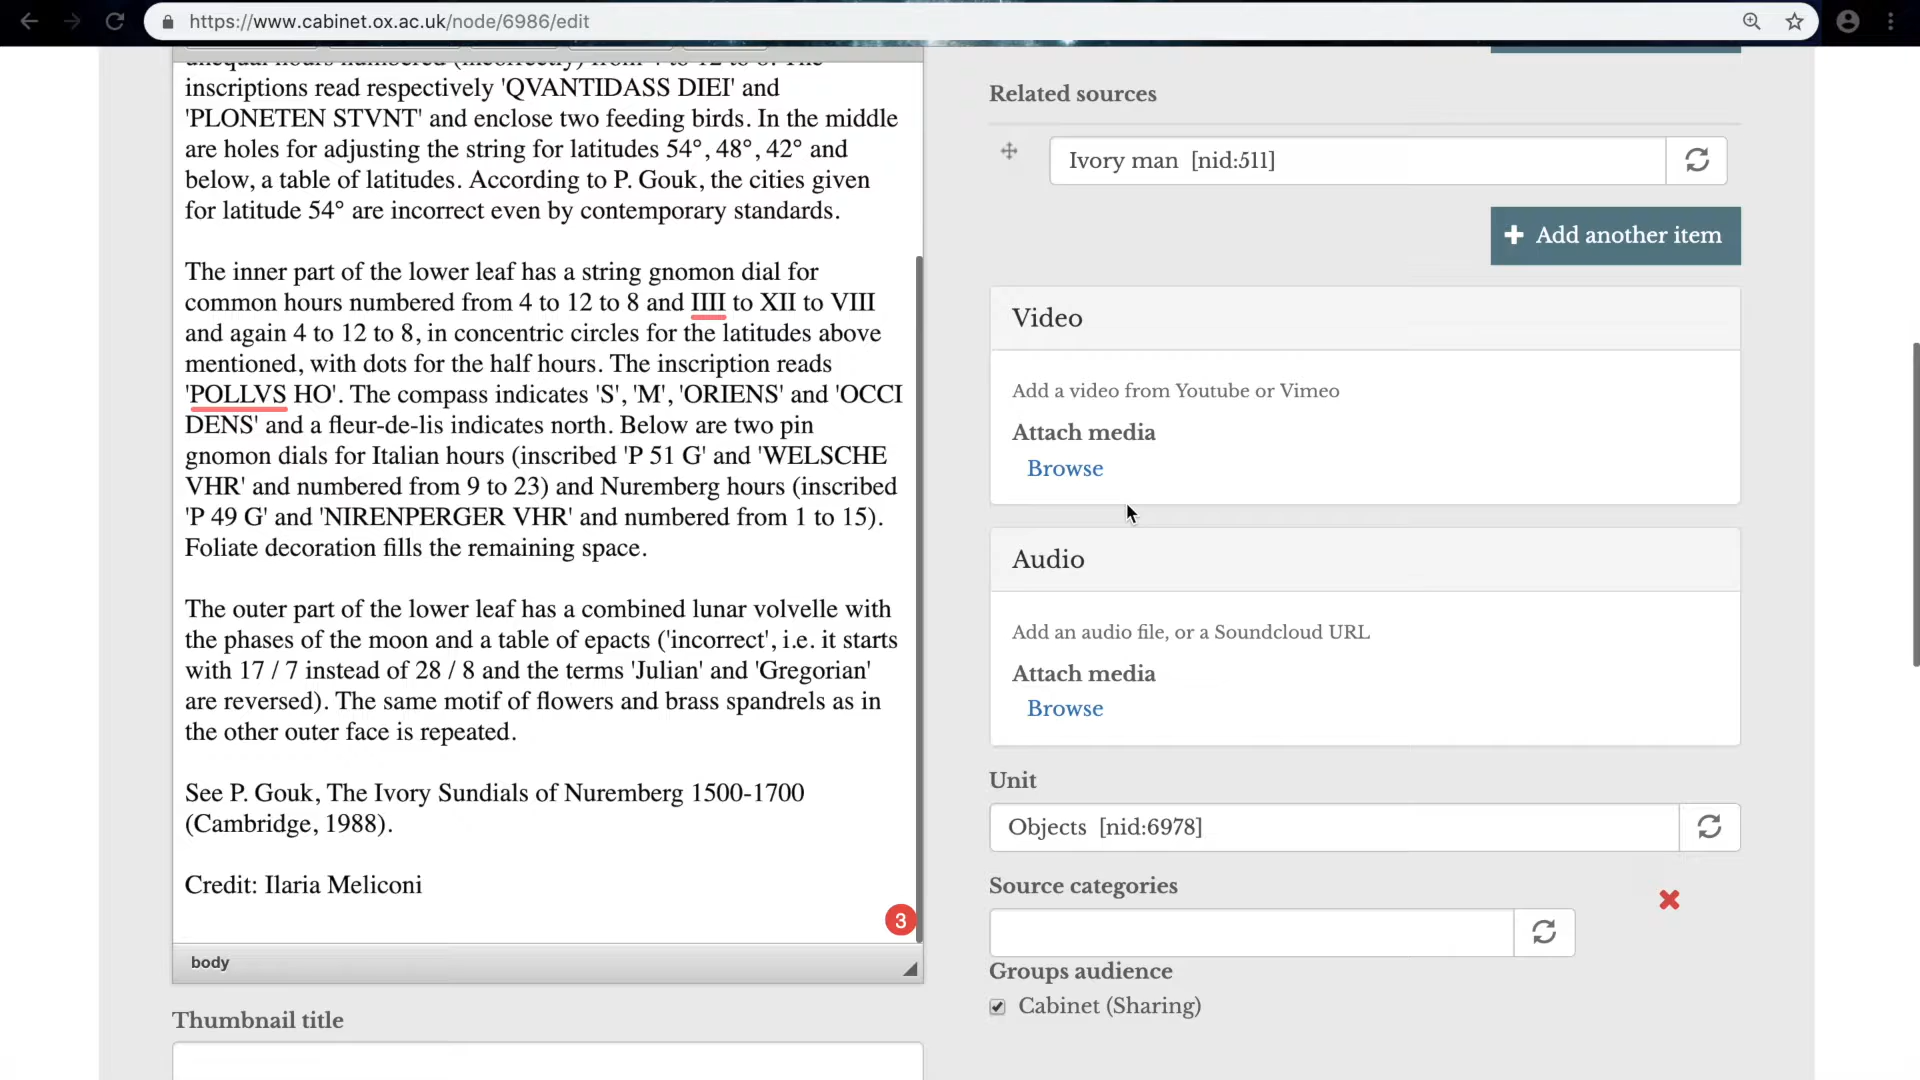 https://www.cabinet.ox.ac.uk/node/6986/edit
unequal hours numbered (incorrectly) from 4 to 12 to 8. The
inscriptions read respectively 'QVANTIDASS DIEI' and
'PLONETEN STVNT' and enclose two feeding birds. In the middle
are holes for adjusting the string for latitudes 54°, 48°, 42° and
below, a table of latitudes. According to P. Gouk, the cities given
for latitude 54° are incorrect even by contemporary standards.
The inner part of the lower leaf has a string gnomon dial for
common hours numbered from 4 to 12 to 8 and IIII to XII to VIII
and again 4 to 12 to 8, in concentric circles for the latitudes above
mentioned, with dots for the half hours. The inscription reads
'POLLVS HO'. The compass indicates 'S', 'M', 'ORIENS' and 'OCCI
DENS' and a fleur-de-lis indicates north. Below are two pin
gnomon dials for Italian hours (inscribed 'P 51 G' and 'WELSCHE
VHR' and numbered from 9 to 23) and Nuremberg hours (inscribed
'P 49 G' and 'NIRENPERGER VHR' and numbered from 1 to 15).
Foliate decoration fills the remaining space.
The outer part of the lower leaf has a combined lunar volvelle with
the phases of the moon and a table of epacts ('incorrect', i.e. it starts
with 17 / 7 instead of 28 / 8 and the terms 'Julian' and 'Gregorian'
are reversed). The same motif of flowers and brass spandrels as in
the other outer face is repeated.
See P. Gouk, The Ivory Sundials of Nuremberg 1500-1700
(Cambridge, 1988).
Credit: Ilaria Meliconi
3
body
Thumbnail title
Related sources
Ivory man [nid:511]
Add another item
Video
Add a video from Youtube or Vimeo
Attach media
Browse
Audio
Add an audio file, or a Soundcloud URL
Attach media
Browse
Unit
Objects [nid:6978]
Source categories
Groups audience
Cabinet (Sharing)